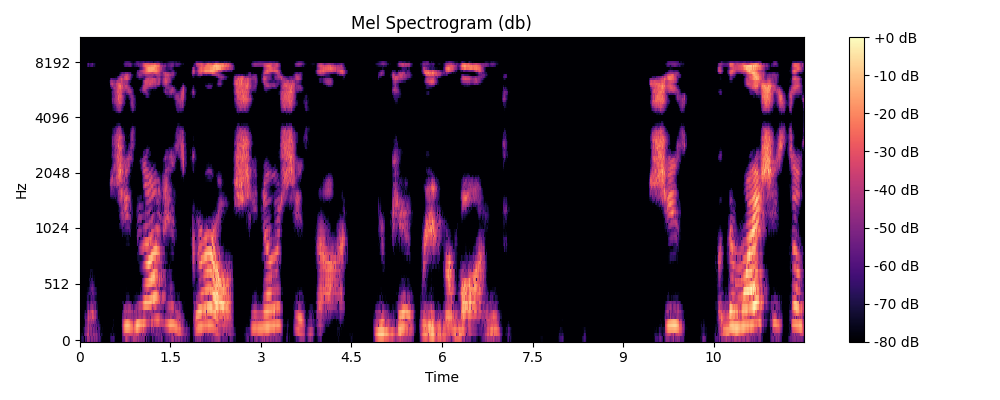 Mel Spectrogram (db)
Hz
8192
4096
2048
1024
512
0
0 1.5 3 4.5 6 7.5 9 10
Time
+0 dB
-10 dB
-20 dB
-30 dB
-40 dB
-50 dB
-60 dB
-70 dB
-80 dB